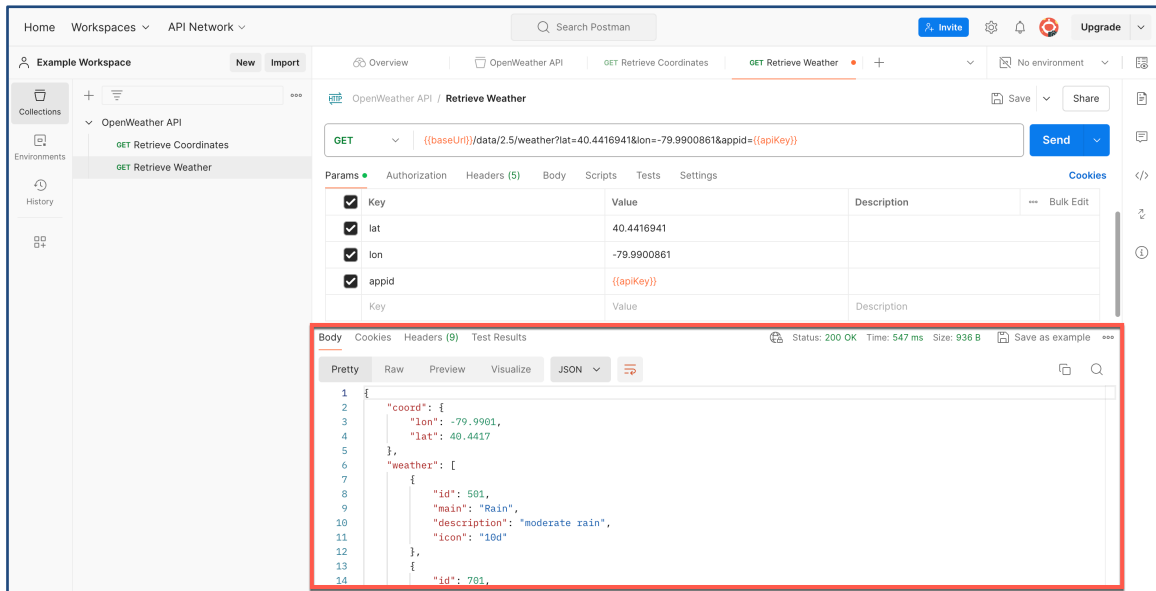 Home Workspaces API Network Search Postman Invite Upgrade
Example Workspace New Import Overview OpenWeather API GET Retrieve Coordinates GET Retrieve Weather No environment
Collections
Environments
History
OpenWeather API
GET Retrieve Coordinates
GET Retrieve Weather
HTTP OpenWeather API / Retrieve Weather Save Share
GET {{baseUrl}}/data/2.5/weather?lat=40.4416941&lon=-79.9900861&appid={{apiKey}} Send
Params Authorization Headers (5) Body Scripts Tests Settings Cookies
Key Value Description Bulk Edit
lat 40.4416941
lon -79.9900861
appid {{apiKey}}
Key Value Description
Body Cookies Headers (9) Test Results Status: 200 OK Time: 547 ms Size: 936 B Save as example
Pretty Raw Preview Visualize JSON
1 {
2 "coord": {
3 "lon": -79.9901,
4 "lat": 40.4417
5 },
6 "weather": [
7 {
8 "id": 501,
9 "main": "Rain",
10 "description": "moderate rain",
11 "icon": "10d"
12 },
13 {
14 "id": 701,